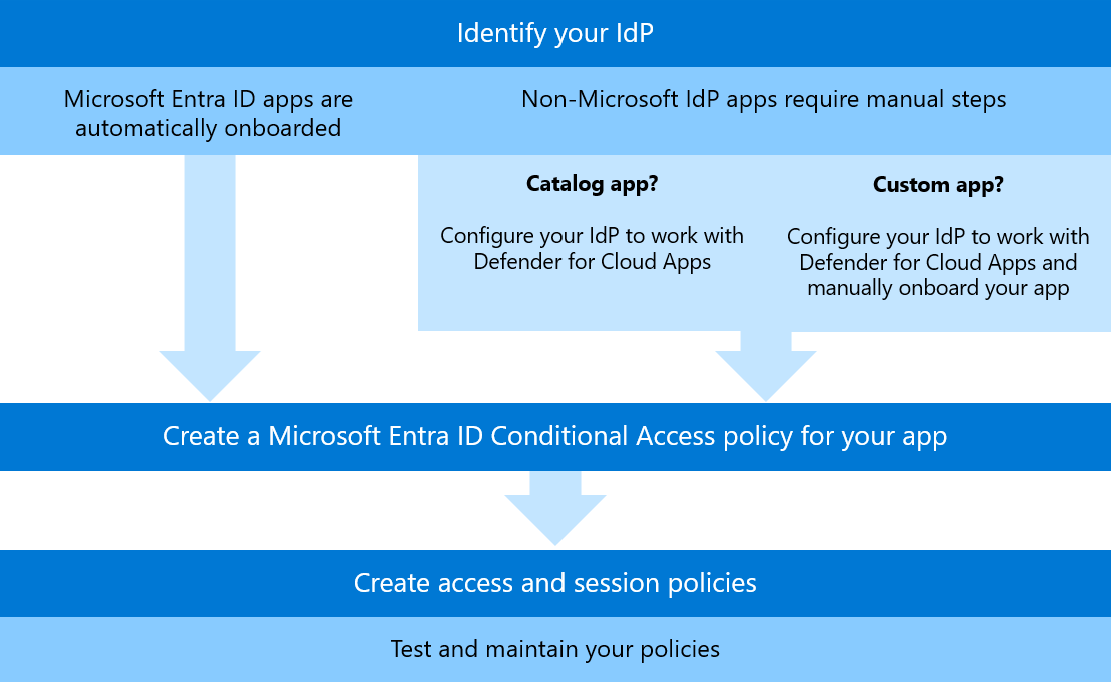 Identify your IdP
Microsoft Entra ID apps are
automatically onboarded
Non-Microsoft IdP apps require manual steps
Catalog app?
Configure your IdP to work with
Defender for Cloud Apps
Custom app?
Configure your IdP to work with
Defender for Cloud Apps and
manually onboard your app
Create a Microsoft Entra ID Conditional Access policy for your app
Create access and session policies
Test and maintain your policies